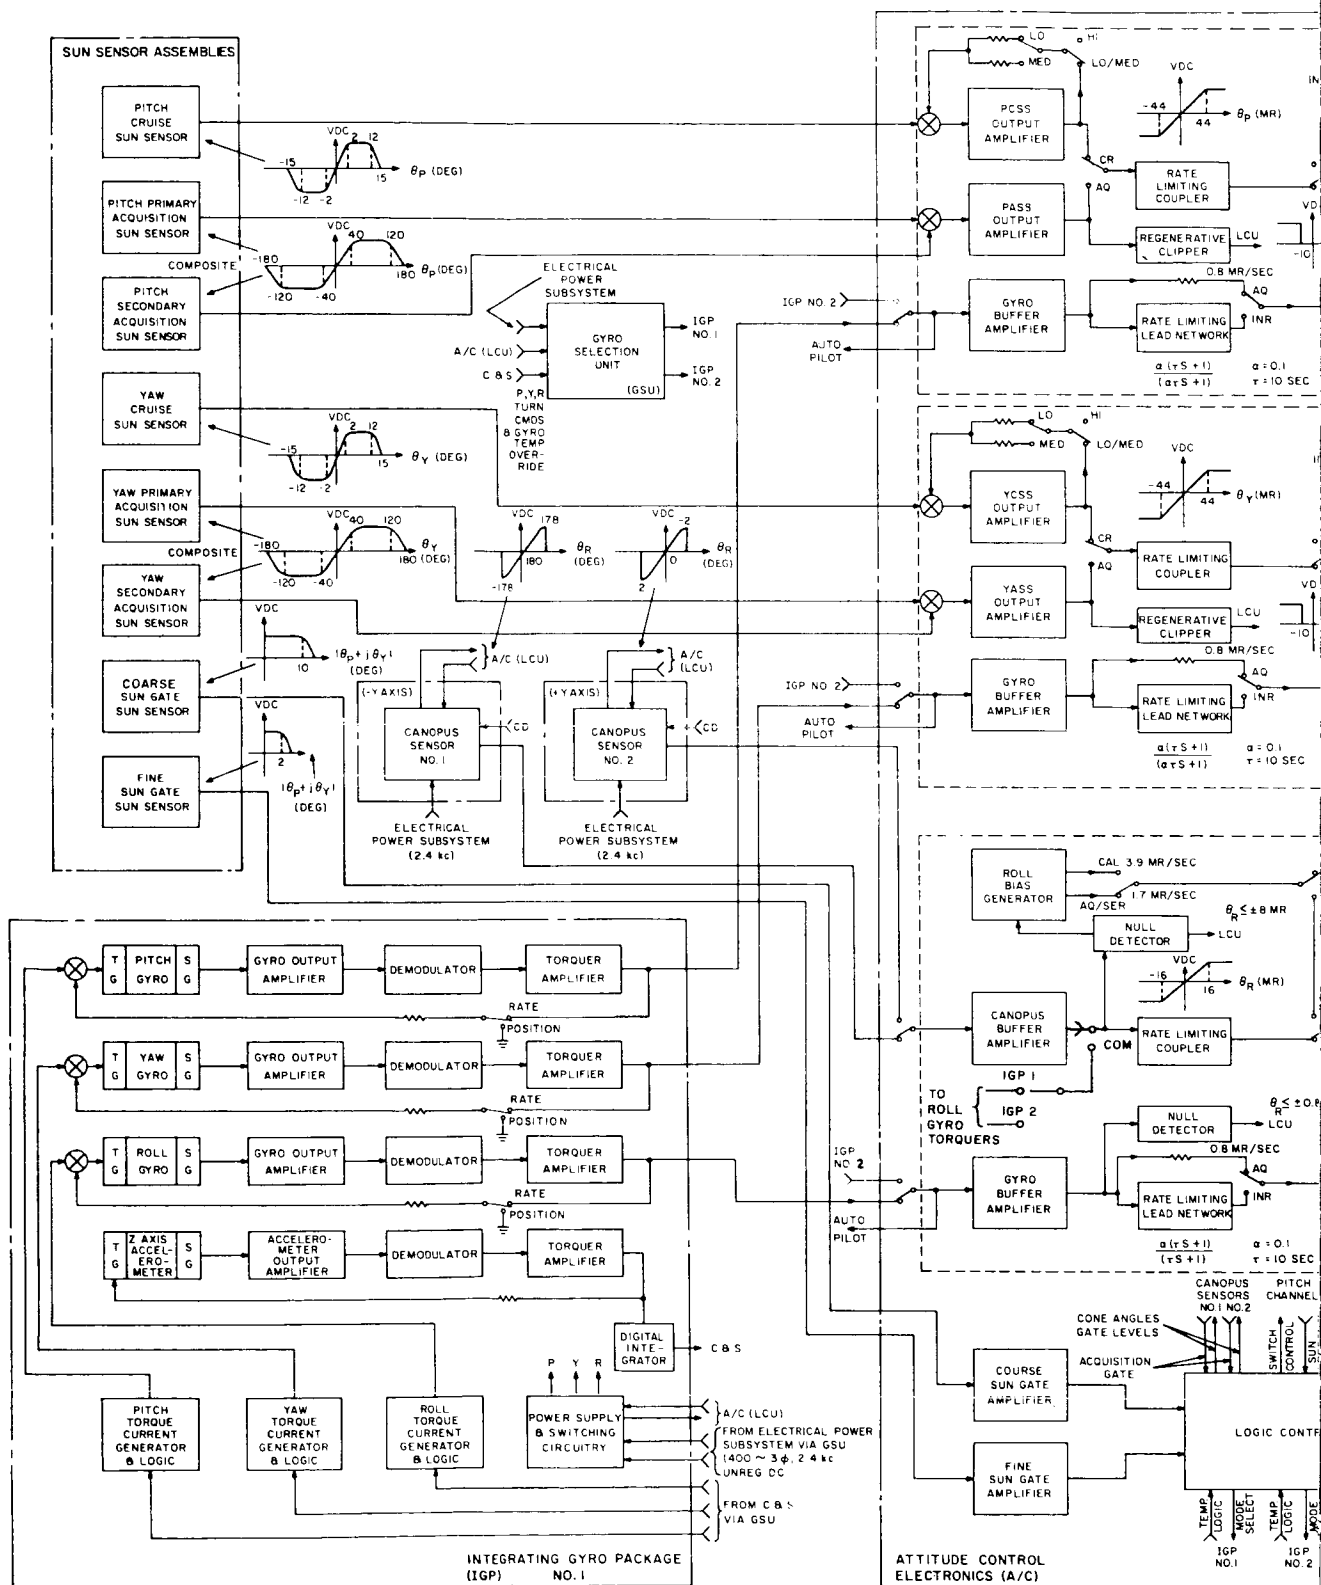 SUN SENSOR ASSEMBLIES
PITCH
CRUISE
SUN SENSOR
VDC
2 12
-15
-12 -2
15
θP (DEG)
PITCH PRIMARY
ACQUISITION
SUN SENSOR
VDC
40 120
-180
COMPOSITE
-120 -40
180
θP (DEG)
PITCH
SECONDARY
ACQUISITION
SUN SENSOR
YAW
CRUISE
SUN SENSOR
VDC
2 12
-15
-12 -2
15
θY (DEG)
YAW PRIMARY
ACQUISITION
SUN SENSOR
VDC
40 120
-180
COMPOSITE
-120 -40
θY
180 (DEG)
YAW
SECONDARY
ACQUISITION
SUN SENSOR
VDC
10
|θP + j θY|
(DEG)
COARSE
SUN GATE
SUN SENSOR
VDC
2
|θP + j θY|
(DEG)
FINE
SUN GATE
SUN SENSOR
ELECTRICAL
POWER
SUBSYSTEM
A/C (LCU)
C & S
P,Y,R
TURN
CMDS
& GYRO
TEMP
OVER-
RIDE
GYRO
SELECTION
UNIT
(GSU)
IGP
NO.1
IGP
NO. 2
VDC
178
θR
180 (DEG)
-178
VDC
-2
θR
0 (DEG)
2
A/C (LCU)
(-Y AXIS)
CANOPUS
SENSOR
NO. 1
CD
ELECTRICAL
POWER SUBSYSTEM
(2.4 kc)
A/C
(LCU)
(+Y AXIS)
CANOPUS
SENSOR
NO. 2
CD
ELECTRICAL
POWER SUBSYSTEM
(2.4 kc)
LO
HI
MED
LO/MED
PCSS
OUTPUT
AMPLIFIER
VDC
-44
44
θP (MR)
IN
CR
AQ
RATE
LIMITING
COUPLER
PASS
OUTPUT
AMPLIFIER
REGENERATIVE
CLIPPER
LCU
VD
-10
IGP NO. 2
AUTO
PILOT
GYRO
BUFFER
AMPLIFIER
0.8 MR/SEC
AQ
INR
RATE LIMITING
LEAD NETWORK
α(τS + 1)
(ατS + 1)
α = 0.1
τ = 10 SEC
LO
HI
MED
LO/MED
YCSS
OUTPUT
AMPLIFIER
VDC
-44
44
θY (MR)
CR
AQ
RATE LIMITING
COUPLER
YASS
OUTPUT
AMPLIFIER
REGENERATIVE
CLIPPER
LCU
VD
-10
IGP NO 2
AUTO
PILOT
GYRO
BUFFER
AMPLIFIER
0.8 MR/SEC
AQ
INR
RATE LIMITING
LEAD NETWORK
α(τS + 1)
(ατS + 1)
α = 0.1
τ = 10 SEC
ROLL
BIAS
GENERATOR
CAL 3.9 MR/SEC
1.7 MR/SEC
AQ/SER
NULL
DETECTOR
θR ≤ ±8 MR
LCU
VDC
-16
16
θR (MR)
CANOPUS
BUFFER
AMPLIFIER
COM
RATE LIMITING
COUPLER
TO
ROLL
GYRO
TORQUERS
IGP 1
IGP 2
NULL
DETECTOR
θR ≤ ±0.8
LCU
IGP
NO. 2
AUTO
PILOT
GYRO
BUFFER
AMPLIFIER
0.8 MR/SEC
AQ
INR
RATE LIMITING
LEAD NETWORK
α(τS + 1)
(τS + 1)
α = 0.1
τ = 10 SEC
T G
PITCH
GYRO
S G
GYRO OUTPUT
AMPLIFIER
DEMODULATOR
TORQUER
AMPLIFIER
RATE
POSITION
T G
YAW
GYRO
S G
GYRO OUTPUT
AMPLIFIER
DEMODULATOR
TORQUER
AMPLIFIER
RATE
POSITION
T G
ROLL
GYRO
S G
GYRO OUTPUT
AMPLIFIER
DEMODULATOR
TORQUER
AMPLIFIER
RATE
POSITION
T G
Z AXIS
ACCEL-
ERO-
METER
S G
ACCELERO-
METER
OUTPUT
AMPLIFIER
DEMODULATOR
TORQUER
AMPLIFIER
DIGITAL
INTE-
GRATOR
C & S
PITCH
TORQUE
CURRENT
GENERATOR
& LOGIC
YAW
TORQUE
CURRENT
GENERATOR
& LOGIC
ROLL
TORQUE
CURRENT
GENERATOR
& LOGIC
P Y R
POWER SUPPLY
& SWITCHING
CIRCUITRY
A/C (LCU)
FROM ELECTRICAL POWER
SUBSYSTEM VIA GSU
(400 ~ 3φ, 2.4 kc
UNREG DC
FROM C & S
VIA GSU
INTEGRATING GYRO PACKAGE
(IGP) NO. 1
COURSE
SUN GATE
AMPLIFIER
FINE
SUN GATE
AMPLIFIER
CANOPUS
SENSORS
NO.1 NO.2
PITCH
CHANNEL
CONE ANGLES
GATE LEVELS
ACQUISITION
GATE
SWITCH
CONTROL
SUN
LOGIC CONTR
TEMP
LOGIC
MODE
SELECT
TEMP
LOGIC
MODE
IGP
NO.1
IGP
NO. 2
ATTITUDE CONTROL
ELECTRONICS (A/C)